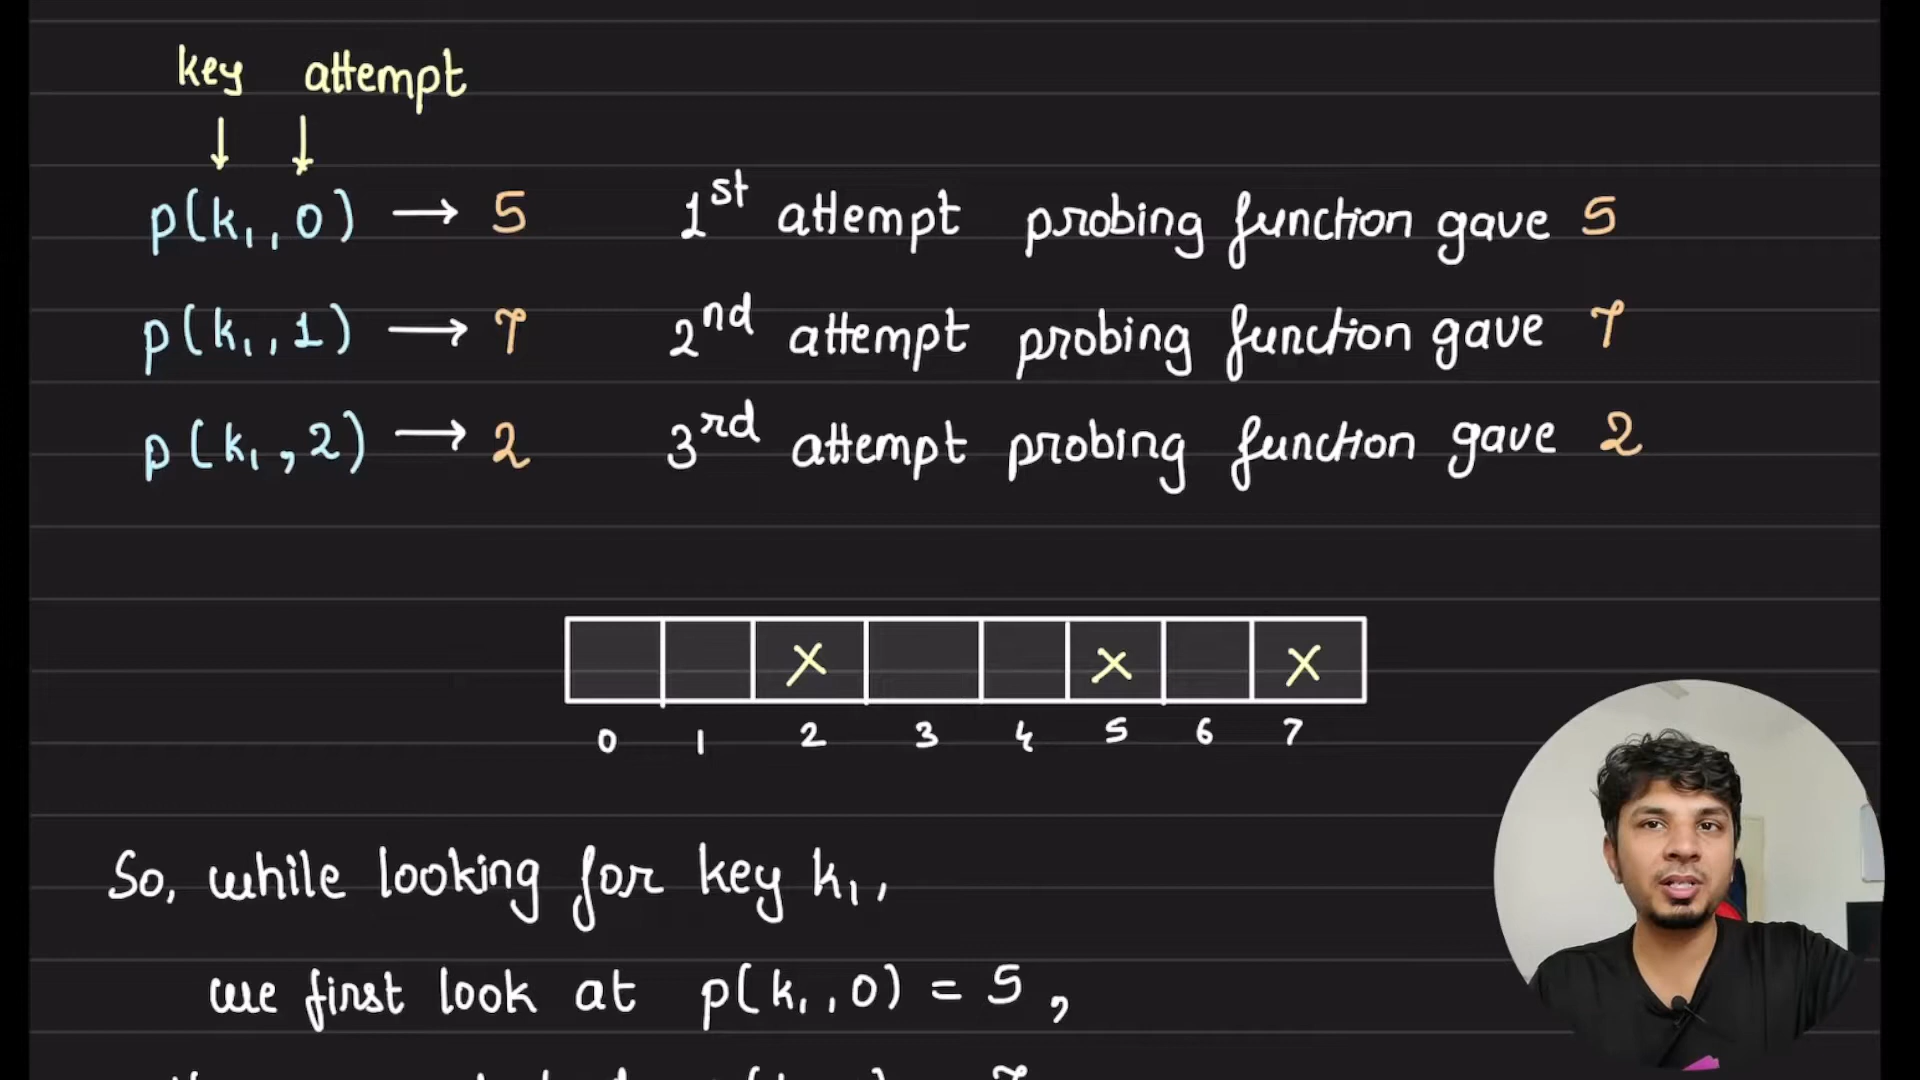 key attempt
↓ ↓
p(k₁, 0) → 5 1st attempt probing function gave 5
p(k₁, 1) → 7 2nd attempt probing function gave 7
p(k₁, 2) → 2 3rd attempt probing function gave 2
X X X
0 1 2 3 4 5 6 7
So, while looking for key k₁,
we first look at p(k₁, 0) = 5,